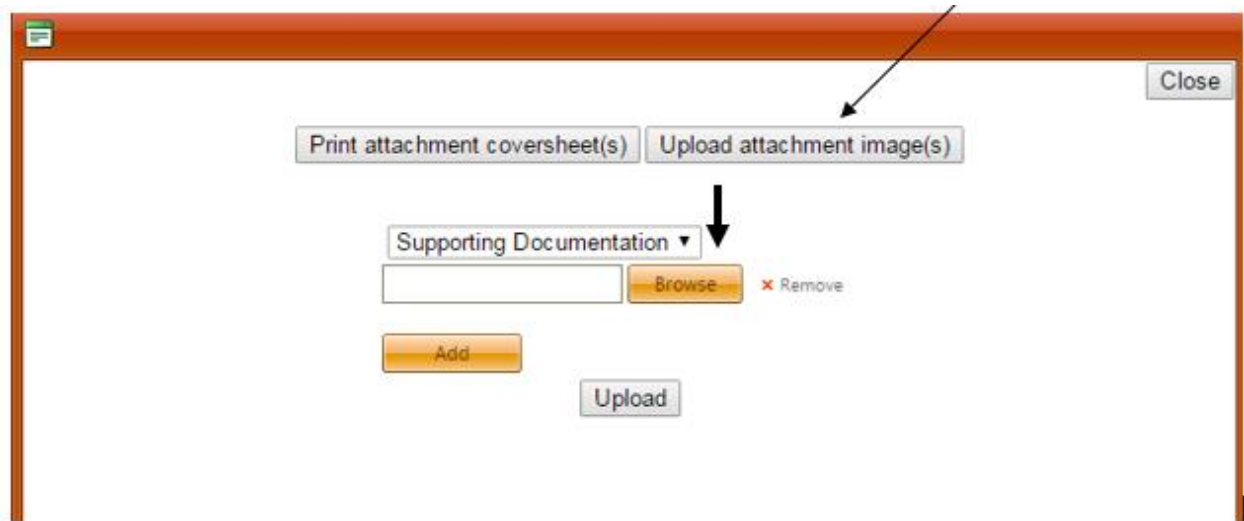 Close
Print attachment coversheet(s) Upload attachment image(s)
Supporting Documentation
Browse × Remove
Add
Upload